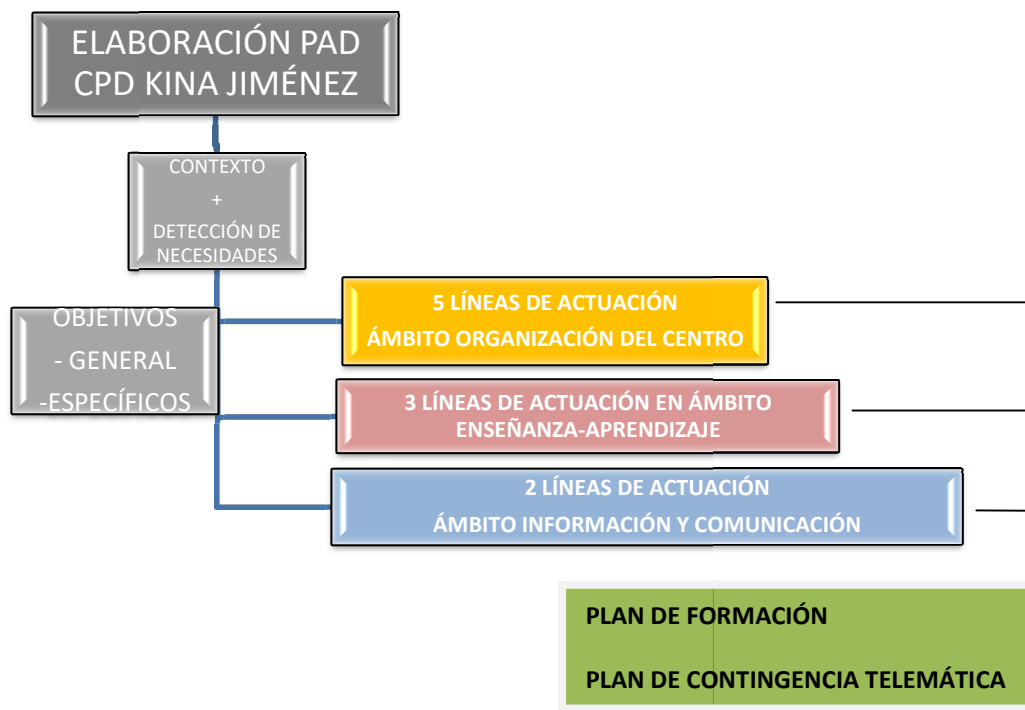 ELABORACIÓN PAD
CPD KINA JIMÉNEZ
CONTEXTO
+
DETECCIÓN DE
NECESIDADES
OBJETIVOS
- GENERAL
-ESPECÍFICOS
5 LÍNEAS DE ACTUACIÓN
ÁMBITO ORGANIZACIÓN DEL CENTRO
3 LÍNEAS DE ACTUACIÓN EN ÁMBITO
ENSEÑANZA-APRENDIZAJE
2 LÍNEAS DE ACTUACIÓN
ÁMBITO INFORMACIÓN Y COMUNICACIÓN
PLAN DE FORMACIÓN
PLAN DE CONTINGENCIA TELEMÁTICA